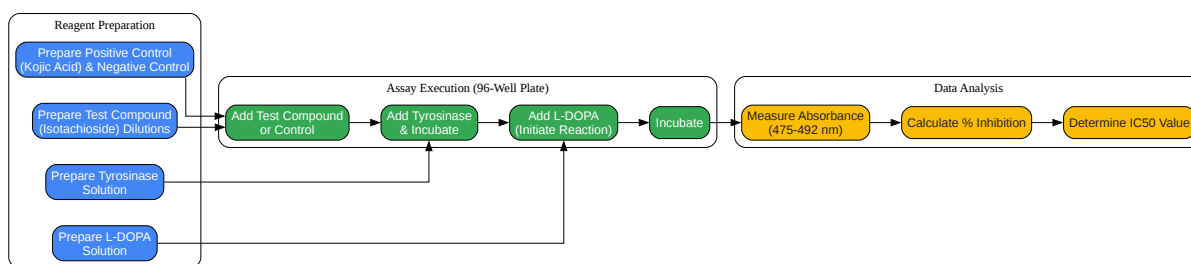 Reagent Preparation
Prepare Positive Control
(Kojic Acid) & Negative Control
Prepare Test Compound
(Isotachioside) Dilutions
Prepare Tyrosinase
Solution
Prepare L-DOPA
Solution
Assay Execution (96-Well Plate)
Add Test Compound
or Control
Add Tyrosinase
& Incubate
Add L-DOPA
(Initiate Reaction)
Incubate
Data Analysis
Measure Absorbance
(475-492 nm)
Calculate % Inhibition
Determine IC50 Value